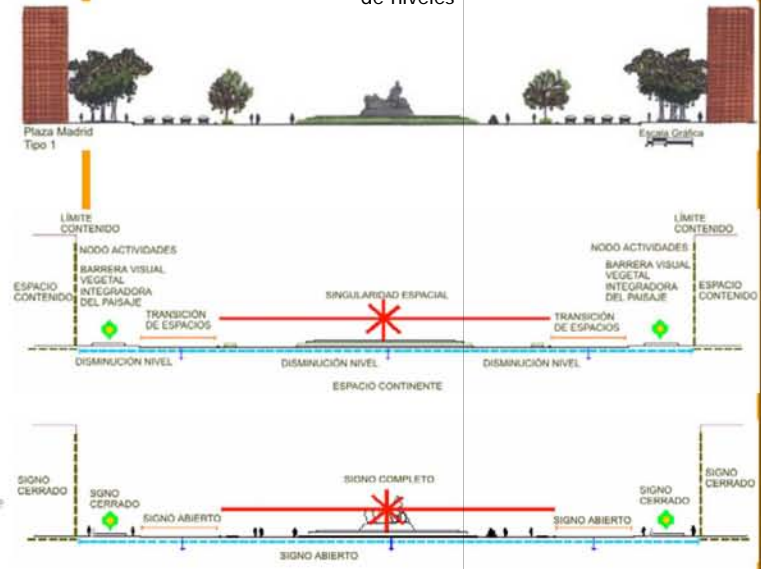 de niveles
Plaza Madrid
Tipo 1
Escala Gráfica
LÍMITE
CONTENIDO
LÍMITE
CONTENIDO
NODO ACTIVIDADES
NODO ACTIVIDADES
BARRERA VISUAL
VEGETAL
INTEGRADORA
DEL PAISAJE
BARRERA VISUAL
VEGETAL
INTEGRADORA
DEL PAISAJE
ESPACIO
CONTENIDO
ESPACIO
CONTENIDO
SINGULARIDAD ESPACIAL
TRANSICIÓN
DE ESPACIOS
TRANSICIÓN
DE ESPACIOS
DISMINUCIÓN NIVEL
DISMINUCIÓN NIVEL
DISMINUCIÓN NIVEL
ESPACIO CONTINENTE
SIGNO
CERRADO
SIGNO
CERRADO
SGNO
CERRADO
SIGNO COMPLETO
SIGNO
CERRADO
SIGNO ABIERTO
SIGNO ABIERTO
SIGNO ABIERTO